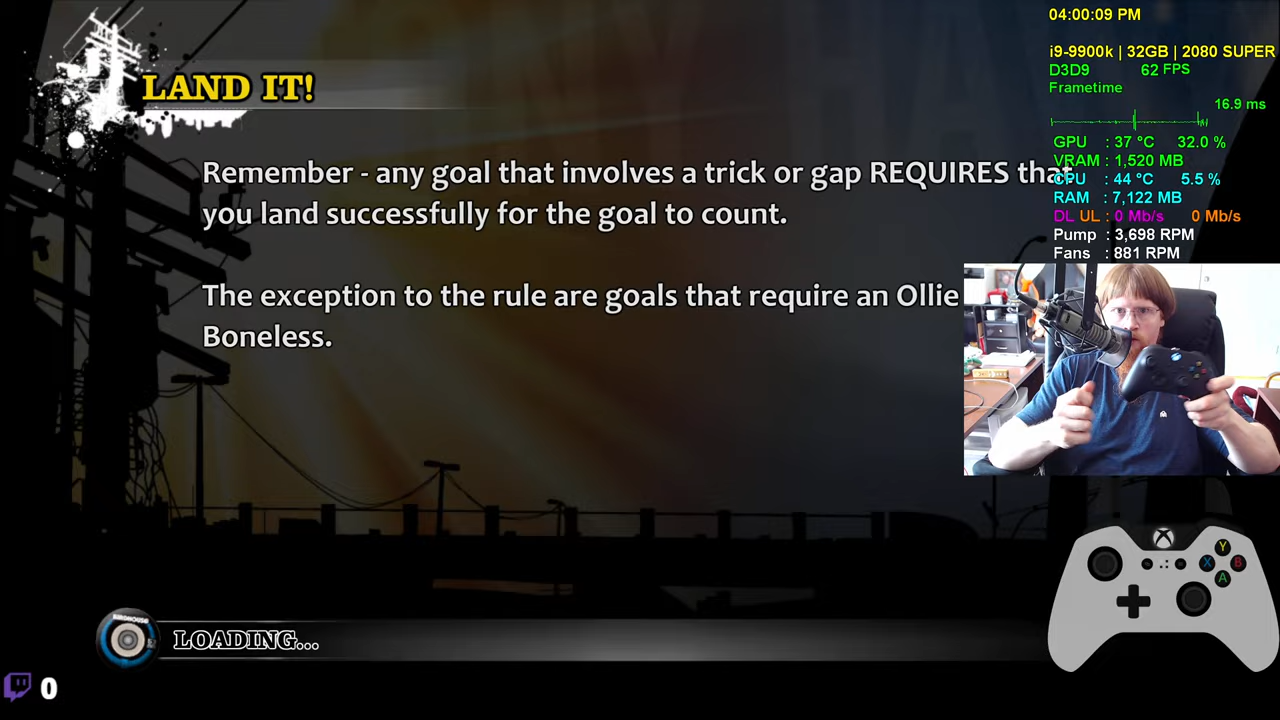 04:00:09 PM
i9-9900k | 32GB | 2080 SUPER
D3D9 62 FPS
Frametime
16.9 ms
GPU : 37 °C 32.0 %
VRAM : 1,520 MB
CPU : 44 °C 5.5 %
RAM : 7,122 MB
DL UL : 0 Mb/s 0 Mb/s
Pump : 3,698 RPM
Fans : 881 RPM
LAND IT!
Remember - any goal that involves a trick or gap REQUIRES that
you land successfully for the goal to count.
The exception to the rule are goals that require an Ollie
Boneless.
Y
X B
A
BIRDHOUSE
LOADING...
0